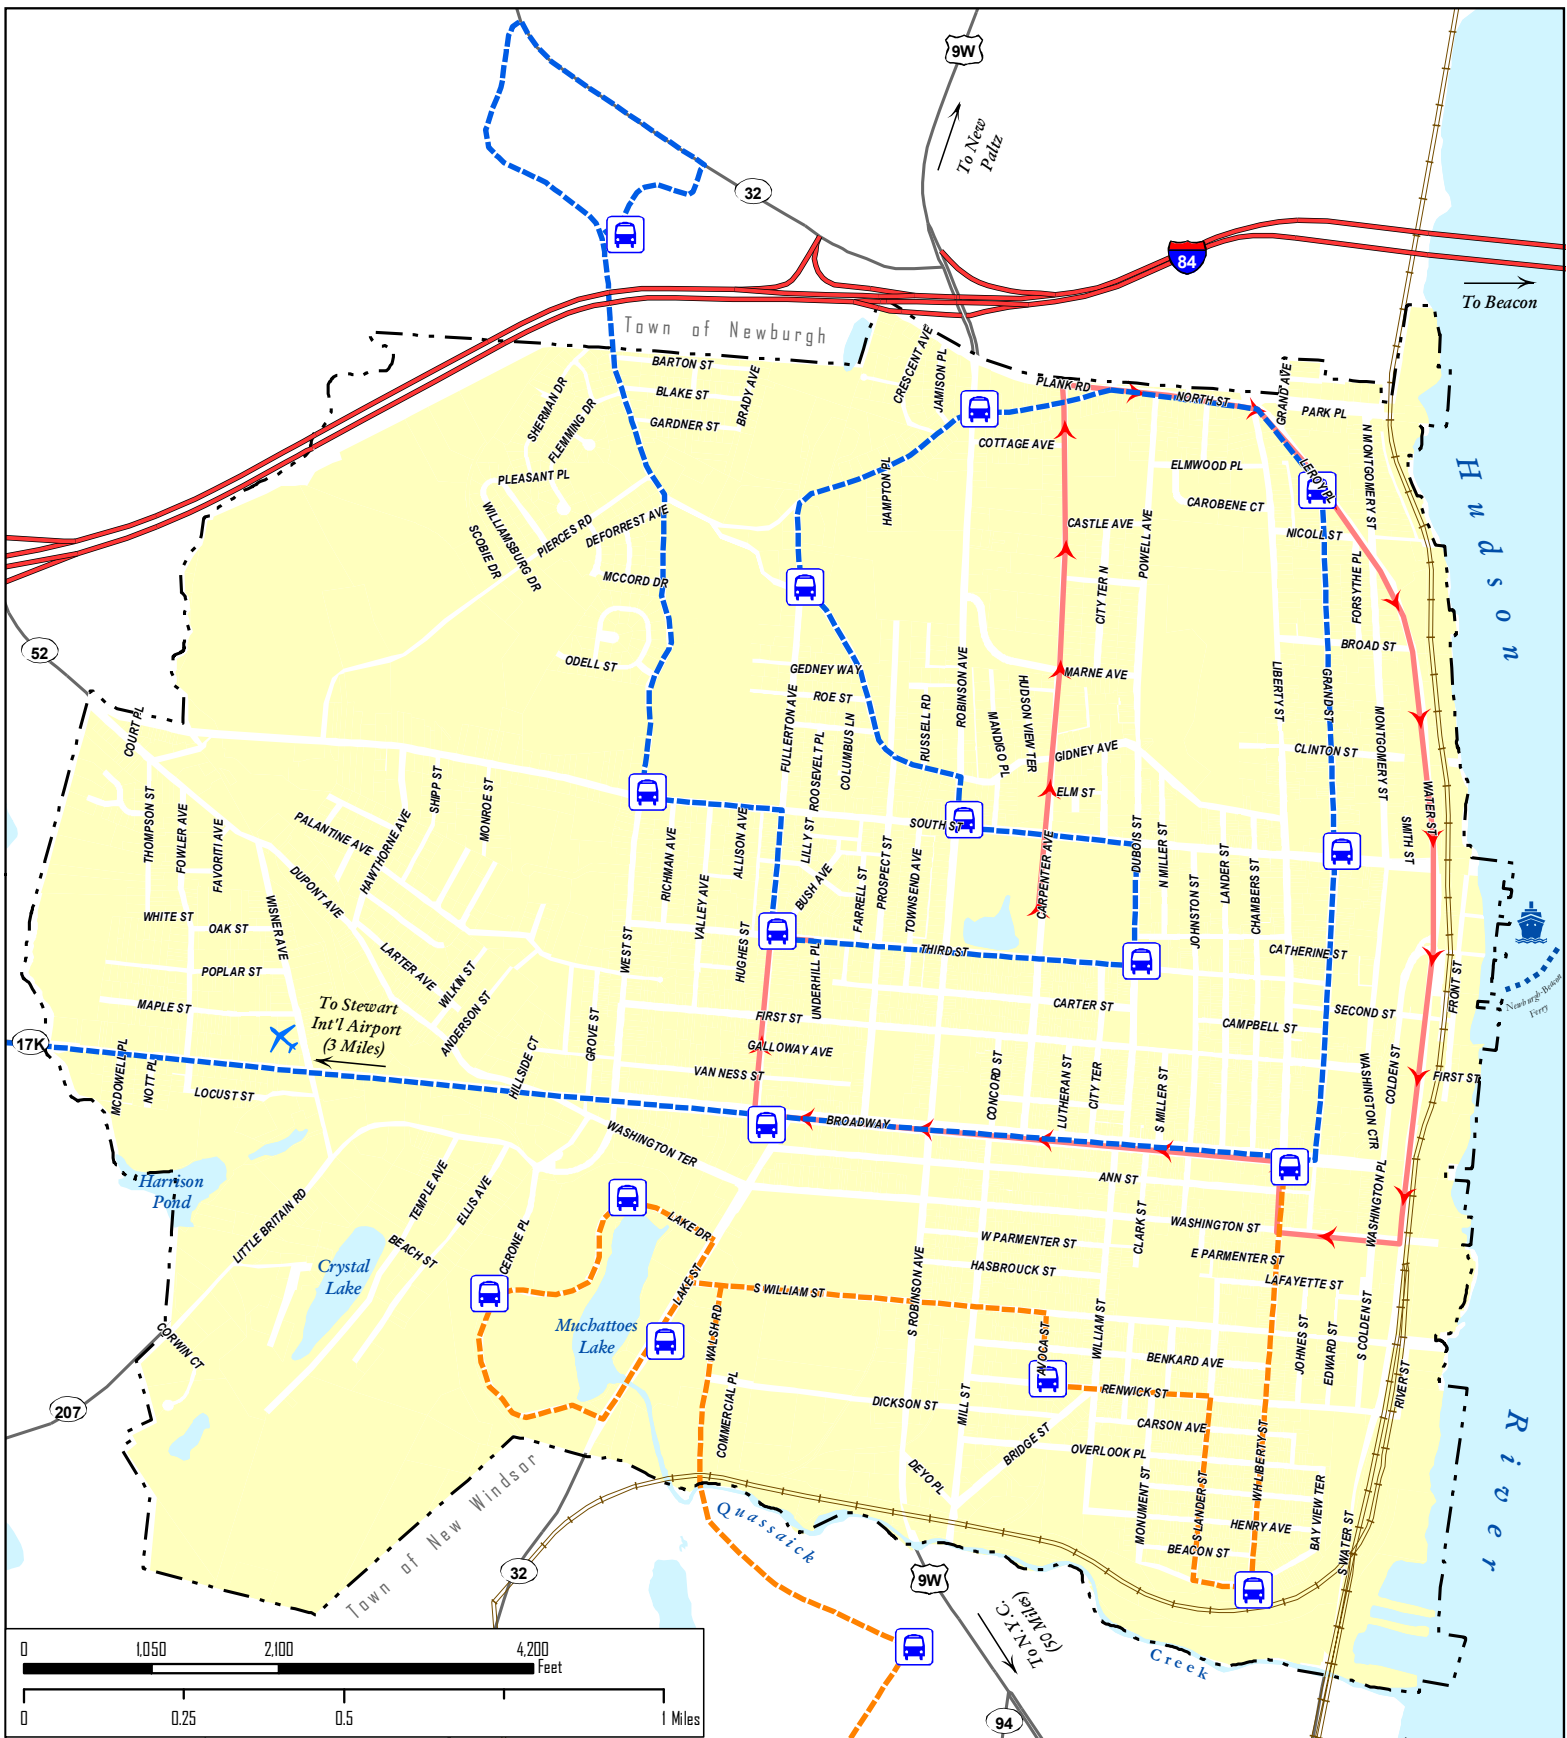 9W
To New
Paltz
32
84
To Beacon
Town of Newburgh
BARTON ST
BLAKE ST
GARDNER ST
BRADY AVE
SHERMAN DR
FLEMMING DR
PLEASANT PL
WILLIAMSBURG DR
SCOBIE DR
PIERCES RD
DEFORREST AVE
MCCORD DR
ODELL ST
CRESCENT AVE
JAMISON PL
PLANK RD
NORTH ST
GRAND AVE
PARK PL
COTTAGE AVE
HAMPTON PL
ELMWOOD PL
LEROY PL
N MONTGOMERY ST
CAROBENE CT
NICOLL ST
CASTLE AVE
POWELL AVE
CITY TER N
FORSYTHE PL
BROAD ST
Hudson
52
COURT PL
GEDNEY WAY
ROE ST
FULLERTON AVE
ROOSEVELT PL
COLUMBUS LN
RUSSELL RD
ROBINSON AVE
MANDIGO PL
HUDSON VIEW TER
MARNE AVE
GIDNEY AVE
ELM ST
LIBERTY ST
GRAND ST
CLINTON ST
MONTGOMERY ST
WATER ST
SMITH ST
THOMPSON ST
FOWLER AVE
FAVORITI AVE
PALANTINE AVE
HAWTHORNE AVE
SHIPP ST
MONROE ST
DUPONT AVE
WISNER AVE
WHITE ST
OAK ST
POPLAR ST
MAPLE ST
LARTER AVE
WILKIN ST
ANDERSON ST
RICHMAN AVE
ALLISON AVE
VALLEY AVE
HUGHES ST
WEST ST
LILLY ST
BUSH AVE
FARRELL ST
PROSPECT ST
TOWNSEND AVE
SOUTH ST
CARPENTER AVE
DUBOIS ST
N MILLER ST
JOHNSTON ST
LANDER ST
CHAMBERS ST
THIRD ST
UNDERHILL PL
CATHERINE ST
CARTER ST
CAMPBELL ST
SECOND ST
FRONT ST
Newburgh-Beacon
Ferry
To Stewart
Int'l Airport
(3 Miles)
17K
MCDOWELL PL
NOTT PL
LOCUST ST
HILLSIDE CT
GROVE ST
FIRST ST
GALLOWAY AVE
VAN NESS ST
BROADWAY
CONCORD ST
LUTHERAN ST
CITY TER
S MILLER ST
WASHINGTON CTR
COLDEN ST
FIRST ST
Harrison
Pond
WASHINGTON TER
LITTLE BRITAIN RD
TEMPLE AVE
ELLIS AVE
BEACH ST
CERONE PL
LAKE DR
LAKE ST
Crystal
Lake
Muchattoes
Lake
CORWIN CT
207
ANN ST
CLARK ST
WASHINGTON ST
WASHINGTON PL
W PARMENTER ST
E PARMENTER ST
HASBROUCK ST
LAFAYETTE ST
S WILLIAM ST
WALSH RD
COMMERCIAL PL
S ROBINSON AVE
AVOCA ST
WILLIAM ST
BENKARD AVE
JOHNES ST
EDWARD ST
S COLDEN ST
RIVER ST
RENWICK ST
DICKSON ST
MILL ST
CARSON AVE
BRIDGE ST
OVERLOOK PL
DEYO PL
MONUMENT ST
S LANDER ST
WH LIBERTY ST
BAY VIEW TER
HENRY AVE
BEACON ST
S WATER ST
River
Town of New Windsor
Quassaick
Creek
32
9W
To N.Y.C.
(50 Miles)
94
0 1,050 2,100 4,200
Feet
0 0.25 0.5 1 Miles